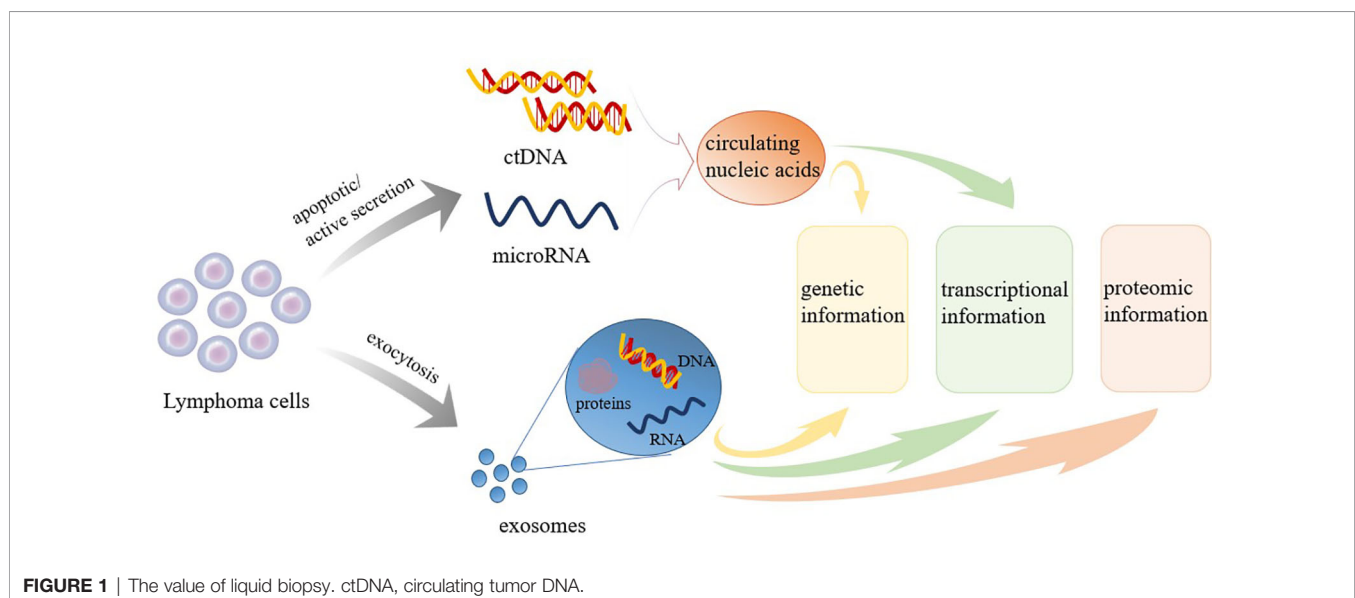 ctDNA
microRNA
apoptotic/
active secretion
circulating
nucleic acids
Lymphoma cells
exocytosis
exosomes
DNA
proteins
RNA
genetic
information
transcriptional
information
proteomic
information
FIGURE 1 | The value of liquid biopsy. ctDNA, circulating tumor DNA.